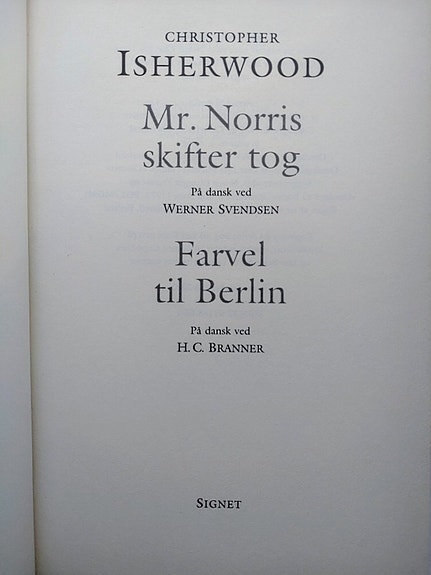 CHRISTOPHER
ISHERWOOD
Mr. Norris
skifter tog
På dansk ved
WERNER SVENDSEN
Farvel
til Berlin
På dansk ved
H. C. BRANNER
SIGNET